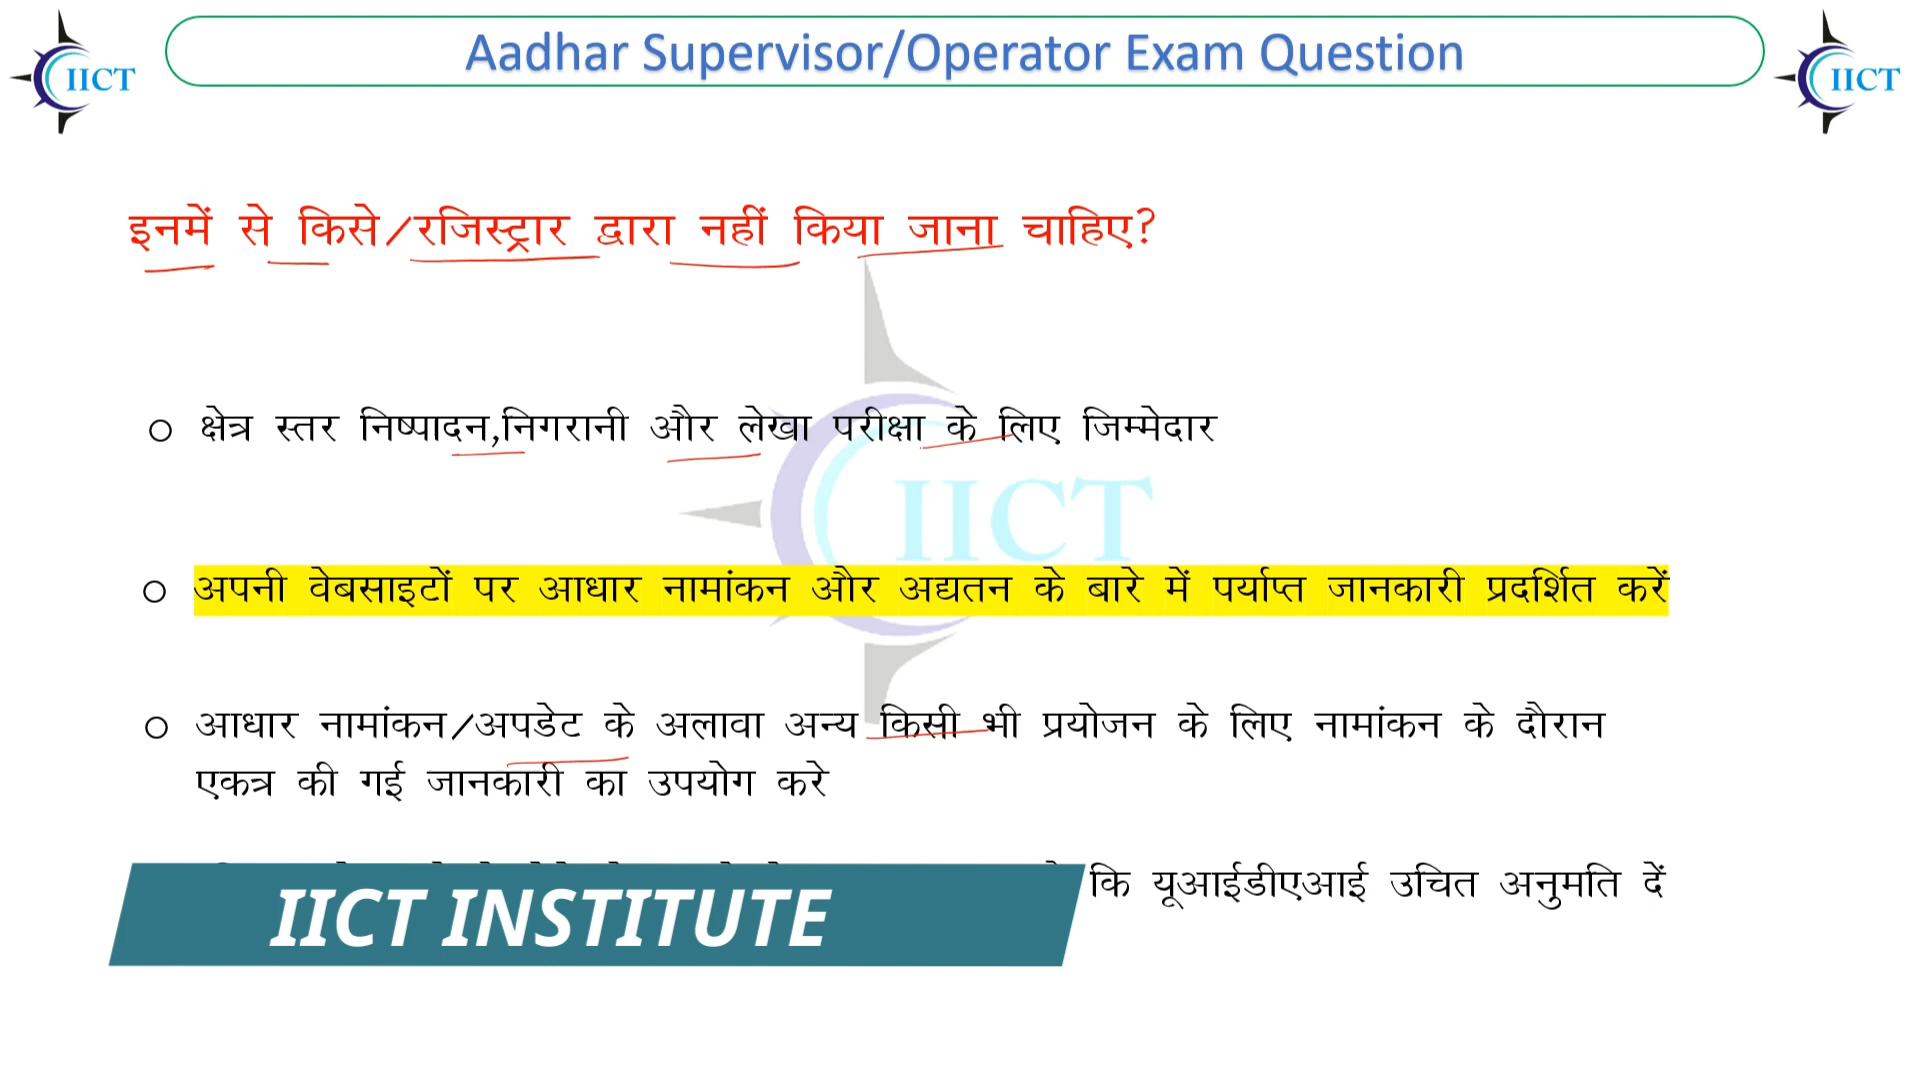 IICT
Aadhar Supervisor/Operator Exam Question
IICT
इनमें से किसे/रजिस्ट्रार द्वारा नहीं किया जाना चाहिए?
क्षेत्र स्तर निष्पादन,निगरानी और लेखा परीक्षा के लिए जिम्मेदार
IICT
अपनी वेबसाइटों पर आधार नामांकन और अद्यतन के बारे में पर्याप्त जानकारी प्रदर्शित करें
आधार नामांकन/अपडेट के अलावा अन्य किसी भी प्रयोजन के लिए नामांकन के दौरान
एकत्र की गई जानकारी का उपयोग करे
कि यूआईडीएआई उचित अनुमति दें
IICT INSTITUTE